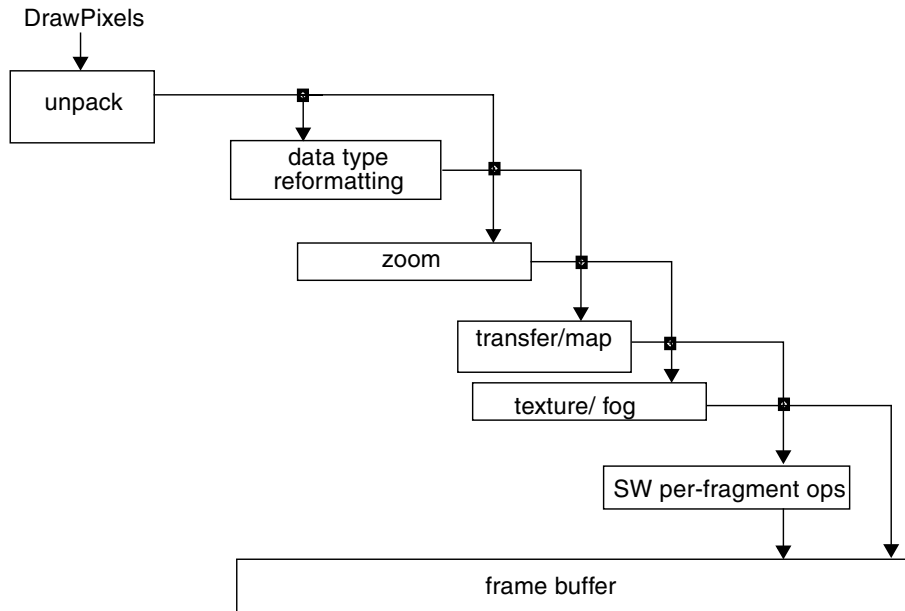 DrawPixels
unpack
data type
reformatting
zoom
transfer/map
texture/ fog
SW per-fragment ops
frame buffer